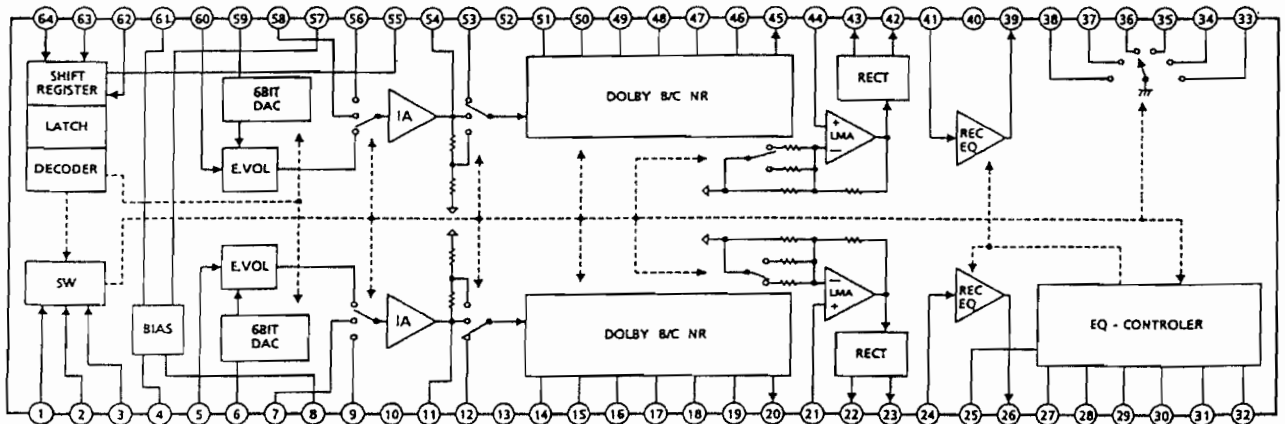 64 63 62 61 60 59 58 57 56 55 54 53 52 51 50 49 48 47 46 45 44 43 42 41 40 39 38 37 36 35 34 33
SHIFT
REGISTER
LATCH
DECODER
6BIT
DAC
E.VOL
IA
DOLBY B/C NR
+
LMA
−
RECT
REC
EQ
SW
BIAS
E.VOL
6BIT
DAC
IA
DOLBY B/C NR
−
LMA
+
RECT
REC
EQ
EQ - CONTROLER
1 2 3 4 5 6 7 8 9 10 11 12 13 14 15 16 17 18 19 20 21 22 23 24 25 26 27 28 29 30 31 32